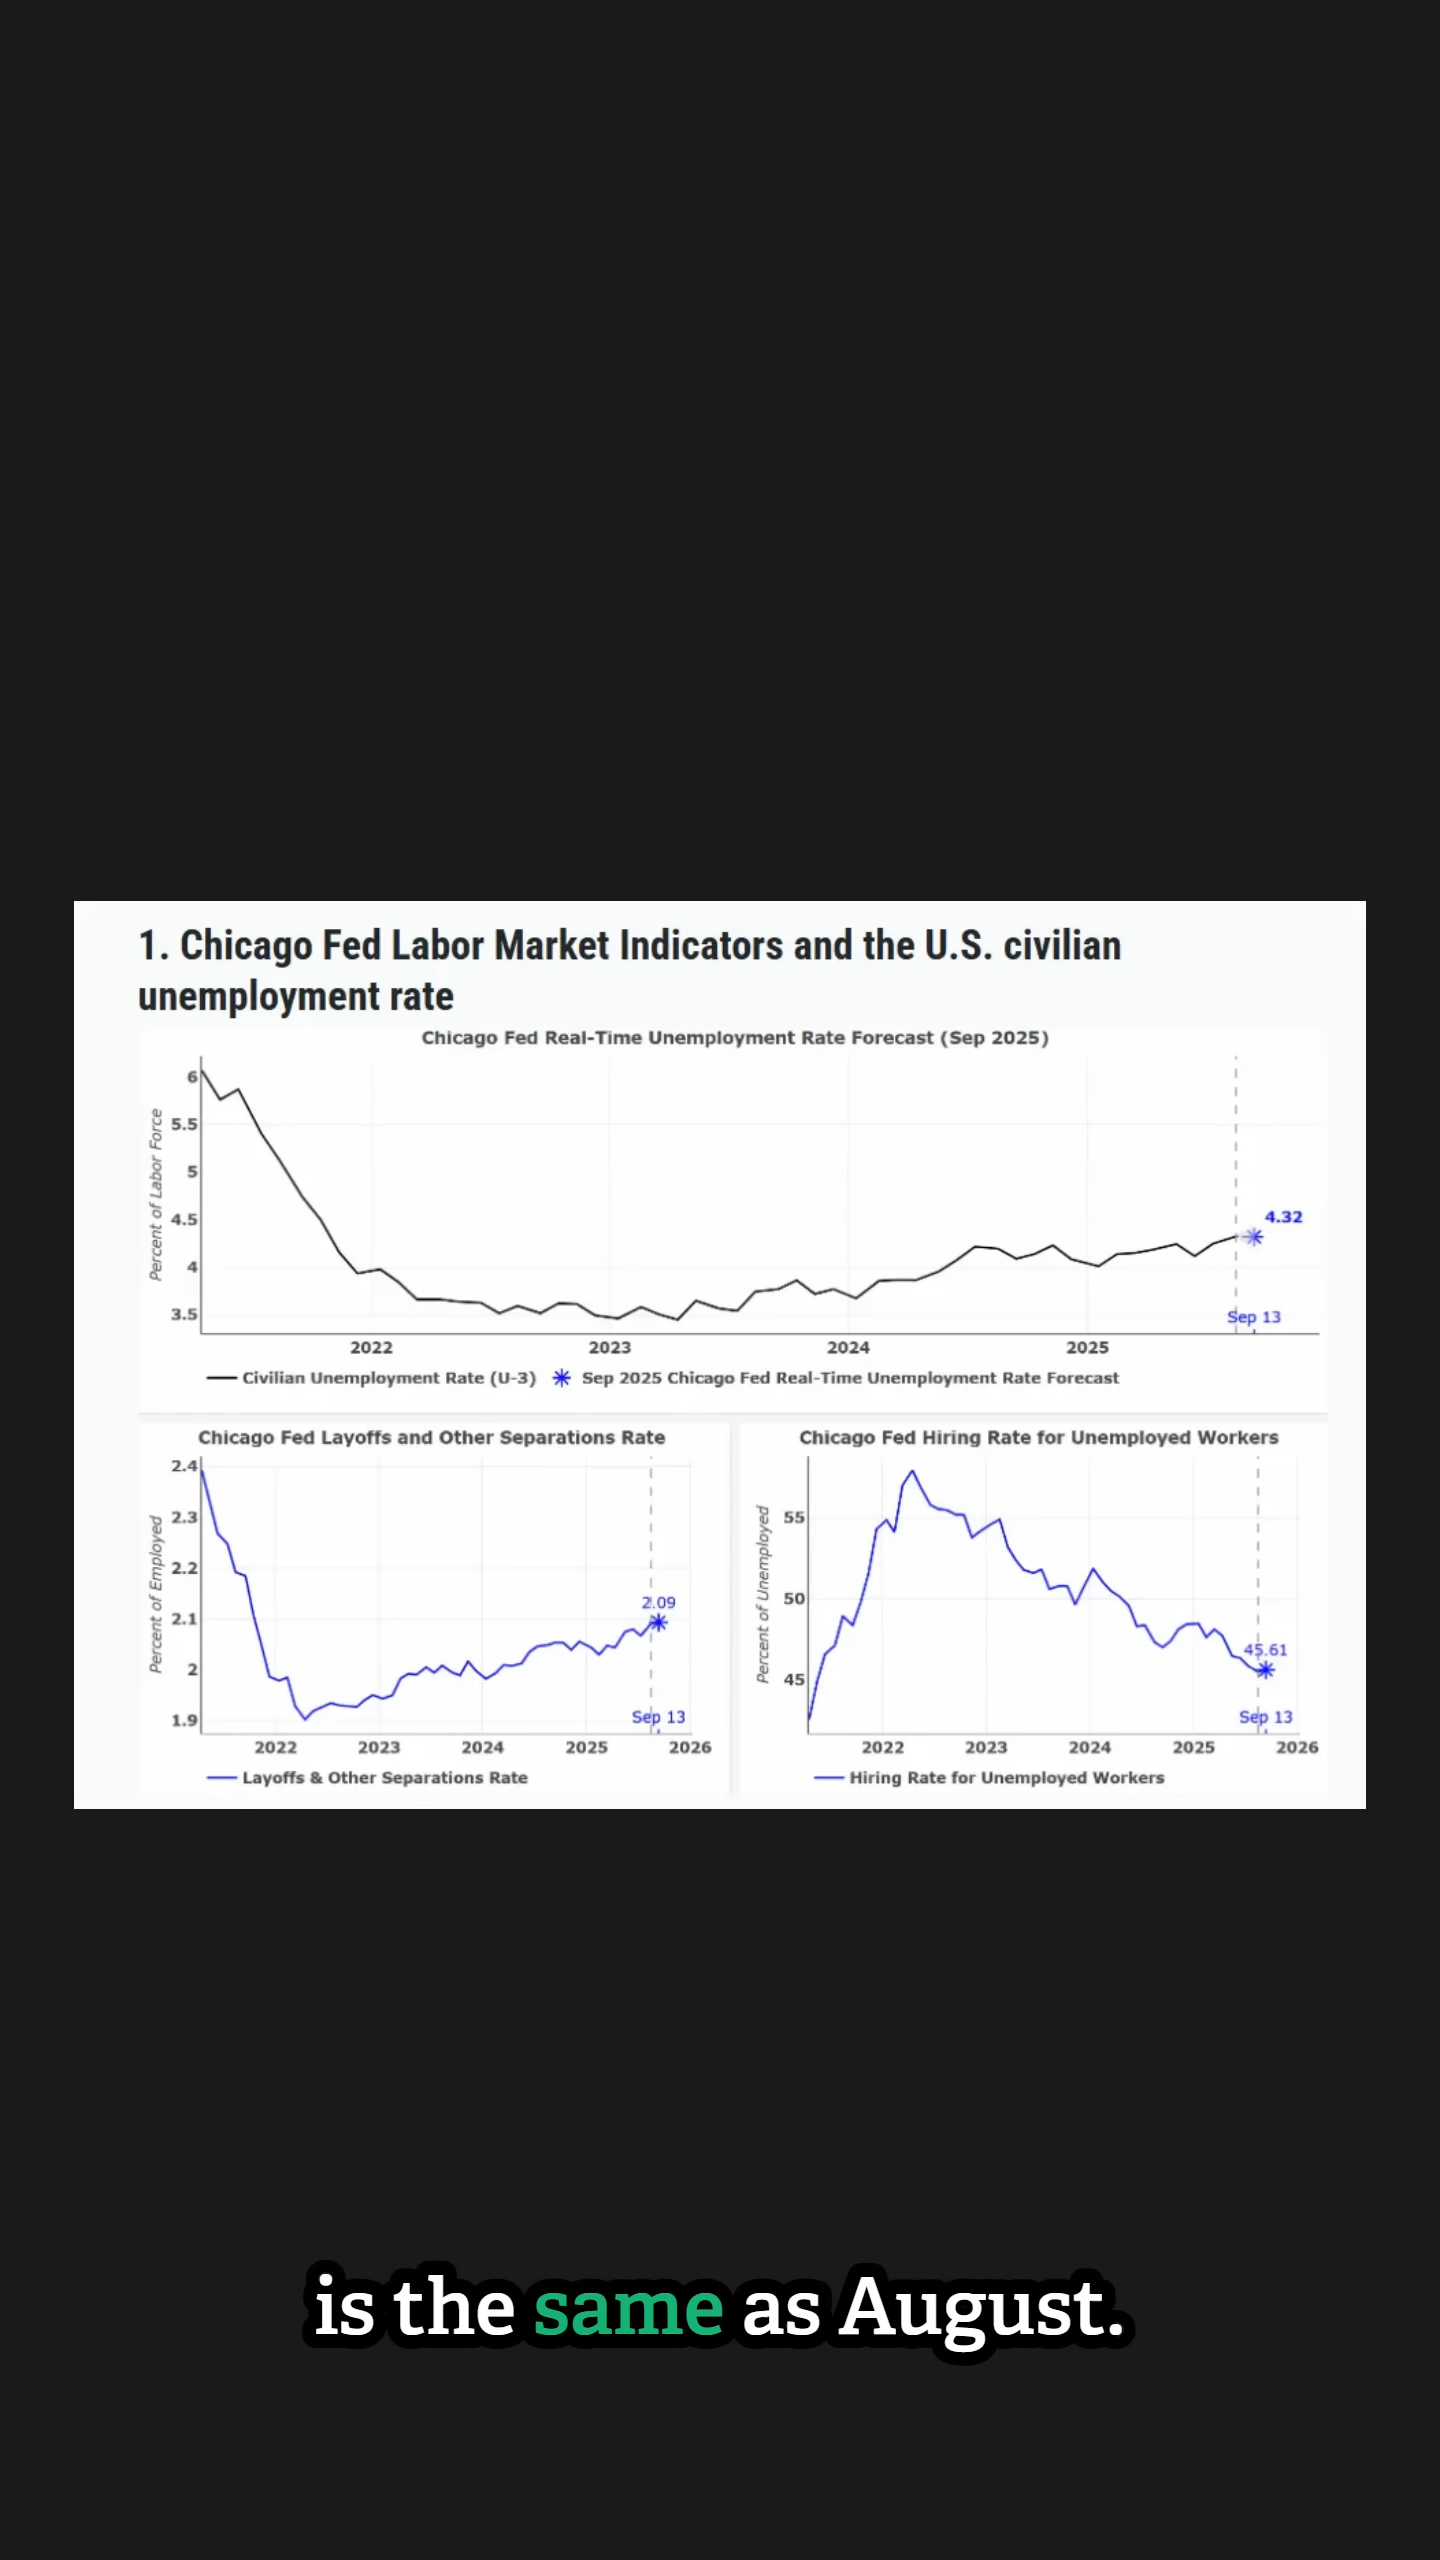 1. Chicago Fed Labor Market Indicators and the U.S. civilian
unemployment rate
Chicago Fed Real-Time Unemployment Rate Forecast (Sep 2025)
Percent of Labor Force
6
5.5
5
4.5
4
3.5
4.32
Sep 13
2022 2023 2024 2025
Civilian Unemployment Rate (U-3) Sep 2025 Chicago Fed Real-Time Unemployment Rate Forecast
Chicago Fed Layoffs and Other Separations Rate
Percent of Employed
2.4
2.3
2.2
2.1
2
1.9
2.09
Sep 13
2022 2023 2024 2025 2026
Layoffs & Other Separations Rate
Chicago Fed Hiring Rate for Unemployed Workers
Percent of Unemployed
55
50
45
45.61
Sep 13
2022 2023 2024 2025 2026
Hiring Rate for Unemployed Workers
is the same as August.